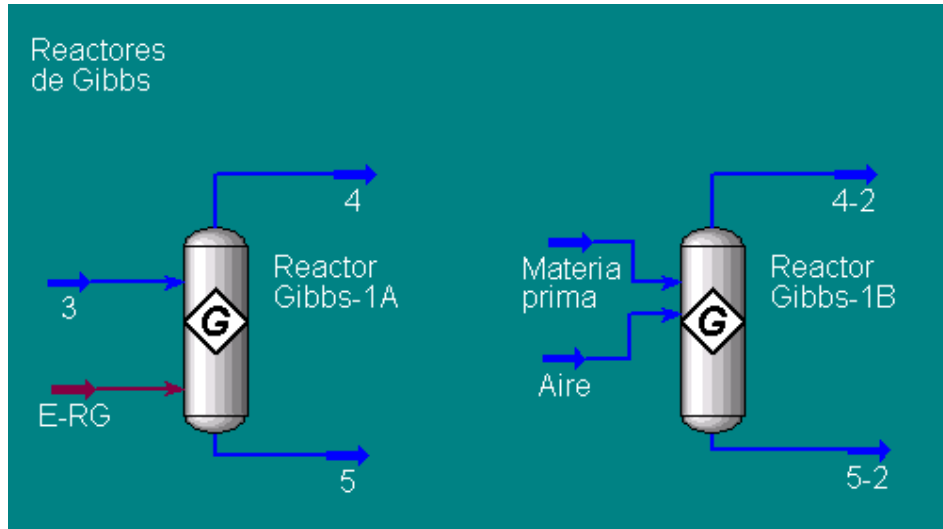 Reactores
de Gibbs
4
3
Reactor
Gibbs-1A
G
E-RG
5
4-2
Materia
prima
Reactor
Gibbs-1B
G
Aire
5-2